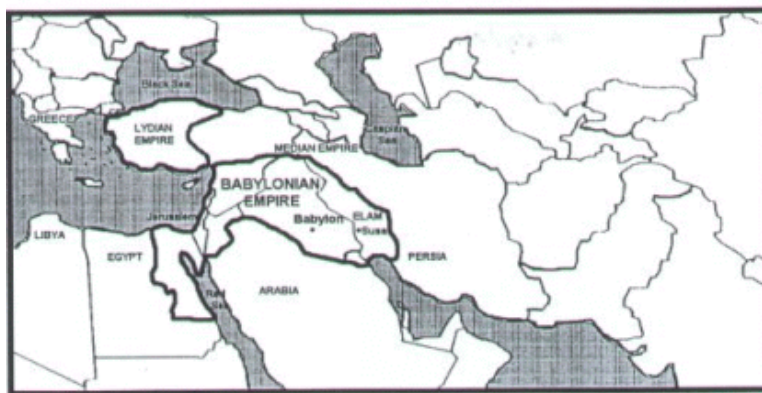 Black Sea
GREECE
LYDIAN
EMPIRE
Caspian
Sea
MEDIAN EMPIRE
BABYLONIAN
EMPIRE
Jerusalem
Babylon
ELAM
Susa
LIBYA
EGYPT
PERSIA
Red
Sea
ARABIA